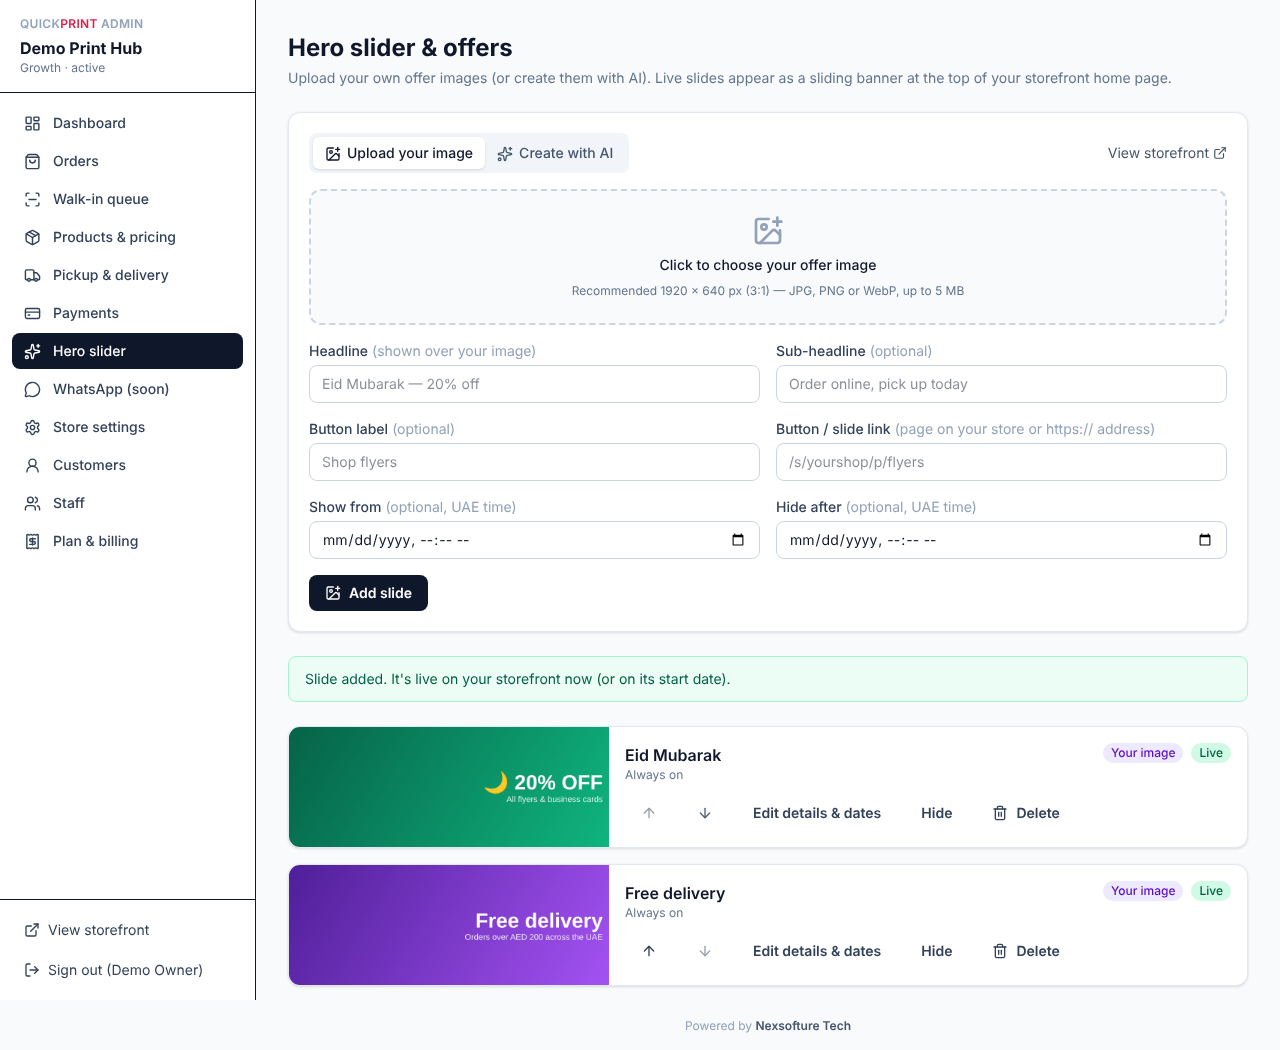 QUICKPRINT ADMIN
Demo Print Hub
Growth · active
Dashboard
Orders
Walk-in queue
Products & pricing
Pickup & delivery
Payments
Hero slider
WhatsApp (soon)
Store settings
Customers
Staff
Plan & billing
View storefront
Sign out (Demo Owner)
Hero slider & offers
Upload your own offer images (or create them with AI). Live slides appear as a sliding banner at the top of your storefront home page.
Upload your image
Create with AI
View storefront
Click to choose your offer image
Recommended 1920 × 640 px (3:1) — JPG, PNG or WebP, up to 5 MB
Headline (shown over your image)
Eid Mubarak — 20% off
Sub-headline (optional)
Order online, pick up today
Button label (optional)
Shop flyers
Button / slide link (page on your store or https:// address)
/s/yourshop/p/flyers
Show from (optional, UAE time)
mm/dd/yyyy, --:-- --
Hide after (optional, UAE time)
mm/dd/yyyy, --:-- --
Add slide
Slide added. It's live on your storefront now (or on its start date).
🌙 20% OFF
All flyers & business cards
Eid Mubarak
Always on
Your image
Live
Edit details & dates
Hide
Delete
Free delivery
Orders over AED 200 across the UAE
Free delivery
Always on
Your image
Live
Edit details & dates
Hide
Delete
Powered by Nexsofture Tech